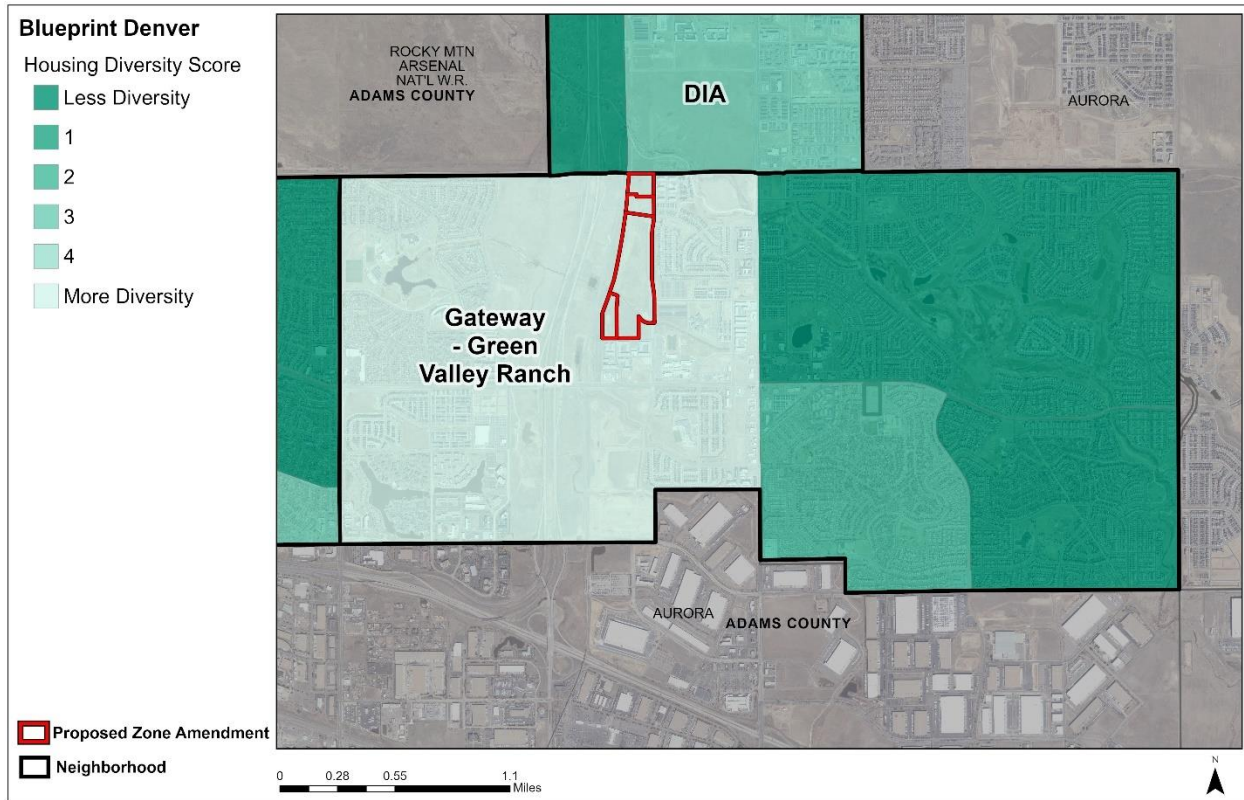 Blueprint Denver
Housing Diversity Score
Less Diversity
1
2
3
4
More Diversity
Proposed Zone Amendment
Neighborhood
ROCKY MTN
ARSENAL
NAT'L W.R.
ADAMS COUNTY
DIA
AURORA
Gateway
- Green
Valley Ranch
AURORA
ADAMS COUNTY
0 0.28 0.55 1.1
Miles
N